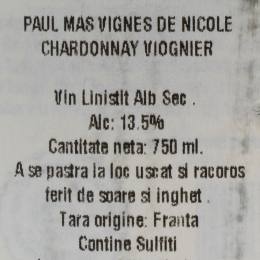 PAUL MAS VIGNES DE NICOLE
CHARDONNAY VIOGNIER
Vin Linistit Alb Sec .
Alc: 13.5%
Cantitate neta: 750 ml.
A se pastra la loc uscat si racoros
ferit de soare si inghet .
Tara origine: Franta
Contine Sulfiti